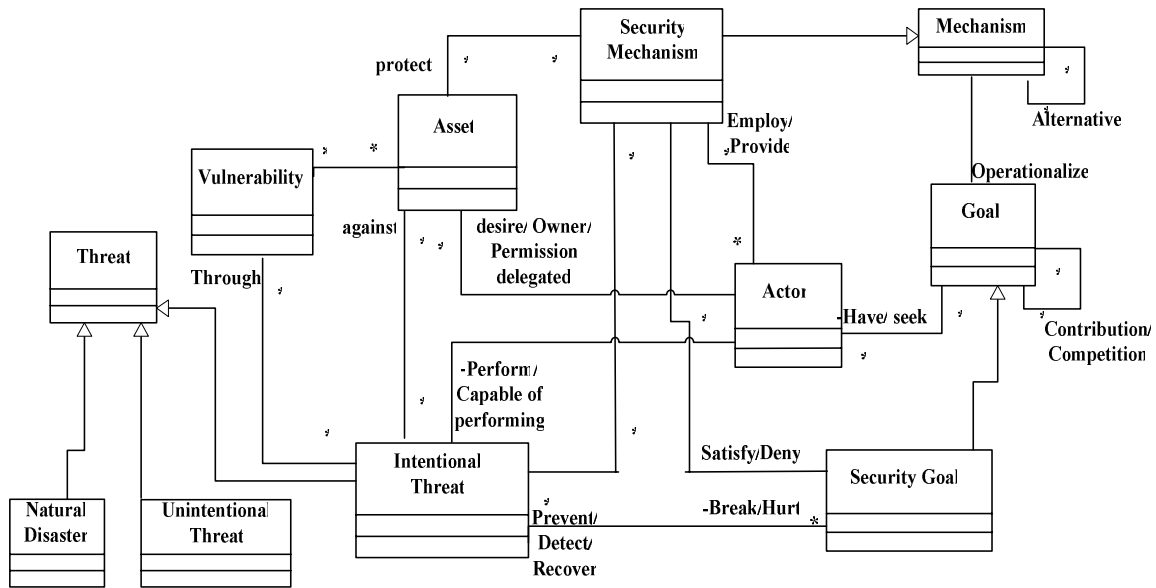 Security
Mechanism
Mechanism
protect
*
*
*
*
Alternative
Asset
Employ/
Provide
*
*
Vulnerability
*
*
*
Operationalize
Goal
against
desire/ Owner/
Permission
delegated
*
*
*
Threat
Through
*
Actor
*
*
-Have/ seek
*
*
*
Contribution/
Competition
-Perform/
Capable of
performing
*
*
*
*
Intentional
Threat
Satisfy/Deny
Security Goal
Natural
Disaster
Unintentional
Threat
*
Prevent/
Detect/
Recover
-Break/Hurt
*